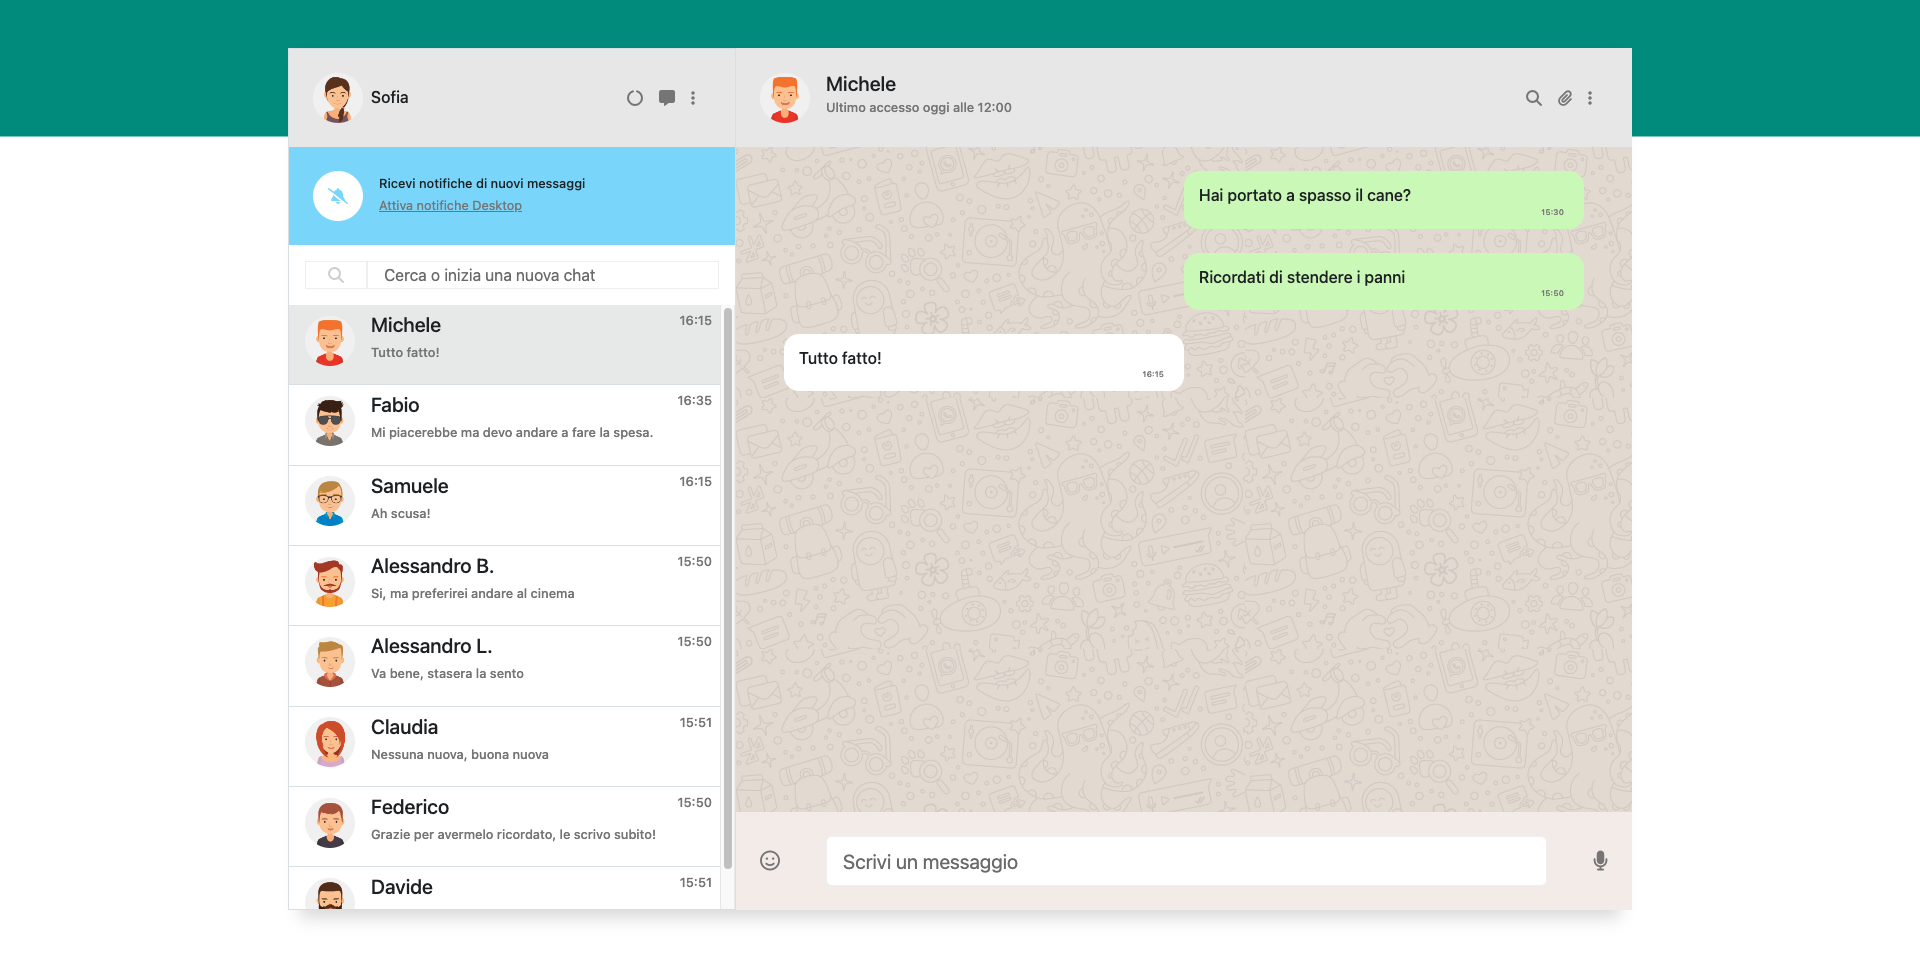 Sofia
Ricevi notifiche di nuovi messaggi
Attiva notifiche Desktop
Cerca o inizia una nuova chat
Michele
16:15
Tutto fatto!
Fabio
16:35
Mi piacerebbe ma devo andare a fare la spesa.
Samuele
16:15
Ah scusa!
Alessandro B.
15:50
Si, ma preferirei andare al cinema
Alessandro L.
15:50
Va bene, stasera la sento
Claudia
15:51
Nessuna nuova, buona nuova
Federico
15:50
Grazie per avermelo ricordato, le scrivo subito!
Davide
15:51
Michele
Ultimo accesso oggi alle 12:00
Hai portato a spasso il cane?
15:30
Ricordati di stendere i panni
15:50
Tutto fatto!
16:15
Scrivi un messaggio